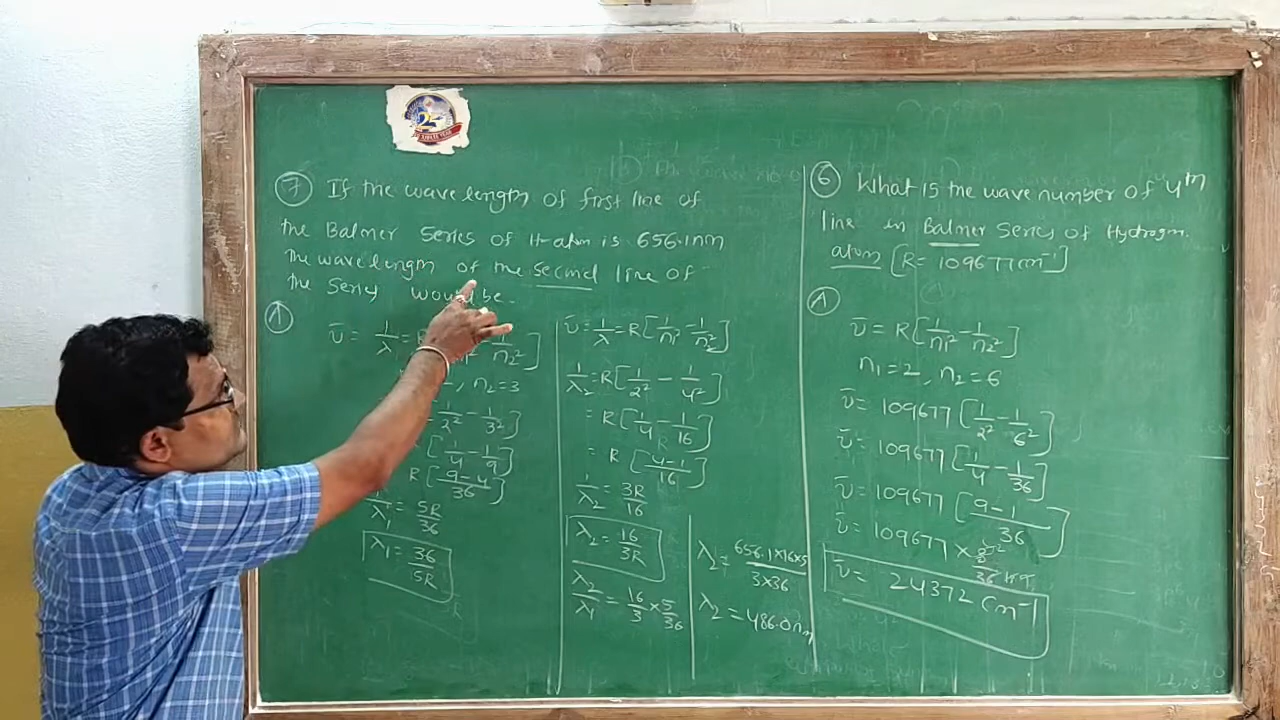 7 If the wave length of first line of
the Balmer Series of H-atom is 656.1nm
The wave length of the second line of
the Series would be.
A
ν̅ = 1/λ = R 1/n₂²]
, n₂=3
1/2² - 1/3²]
[1/4 - 1/9]
R [9-4/36]
1/λ₁ = 5R/36
λ₁ = 36/5R
ν̅ = 1/λ = R[1/n₁² - 1/n₂²]
1/λ₂ = R[1/2² - 1/4²]
= R[1/4 - 1/16]
= R [4-1/16]
1/λ₂ = 3R/16
λ₂ = 16/3R
λ₂/λ₁ = 16/3 × 5/36
λ₂ = 656.1×16×5/3×36
λ₂ = 486.0nm
6 What is the wave number of 4th
line in Balmer Series of Hydrogen
atom [R= 109677cm⁻¹]
A
ν̅ = R[1/n₁² - 1/n₂²]
n₁=2, n₂=6
ν̅ = 109677 [1/2² - 1/6²]
ν̅ = 109677 [1/4 - 1/36]
ν̅ = 109677 [9-1/36]
ν̅ = 109677 × 8/36
ν̅ = 24372 cm⁻¹